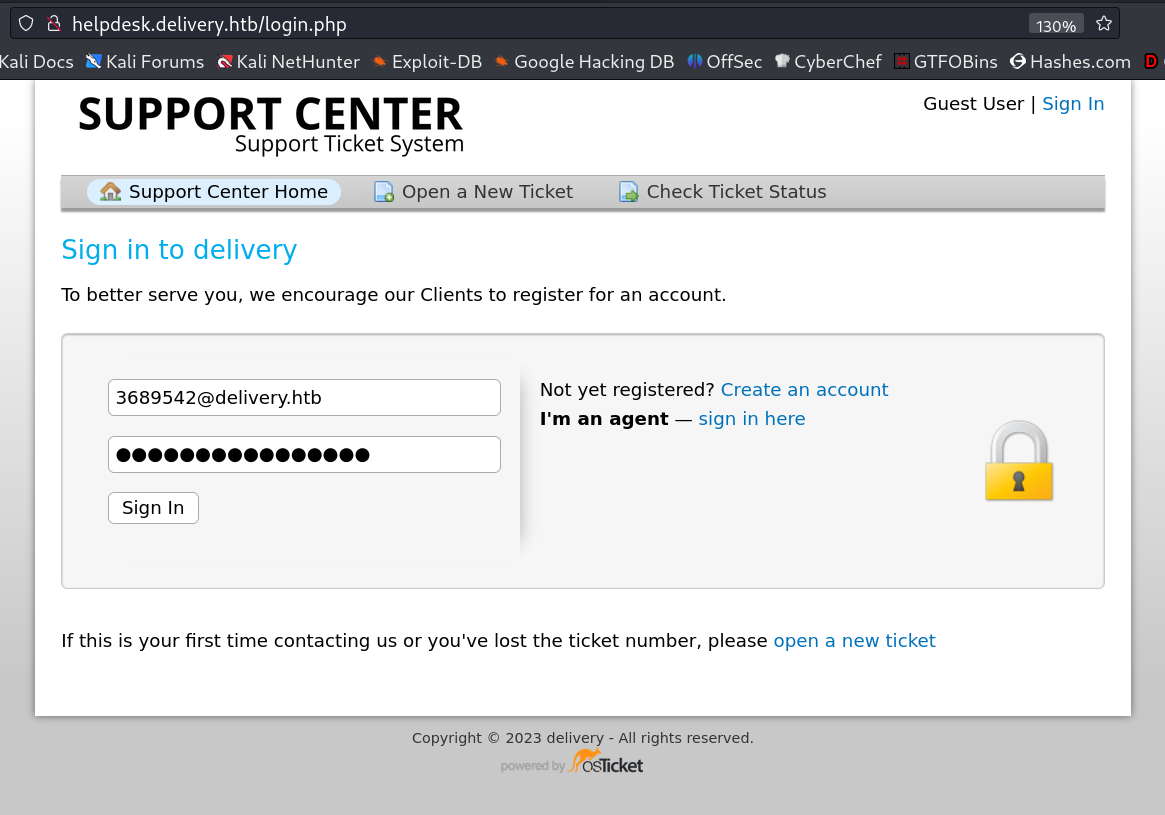 helpdesk.delivery.htb/login.php 130%
Kali Docs Kali Forums Kali NetHunter Exploit-DB Google Hacking DB OffSec CyberChef GTFOBins Hashes.com
SUPPORT CENTER
Support Ticket System
Guest User | Sign In
Support Center Home Open a New Ticket Check Ticket Status
Sign in to delivery
To better serve you, we encourage our Clients to register for an account.
3689542@delivery.htb
●●●●●●●●●●●●●●●●
Sign In
Not yet registered? Create an account
I'm an agent — sign in here
If this is your first time contacting us or you've lost the ticket number, please open a new ticket
Copyright © 2023 delivery - All rights reserved.
powered by osTicket